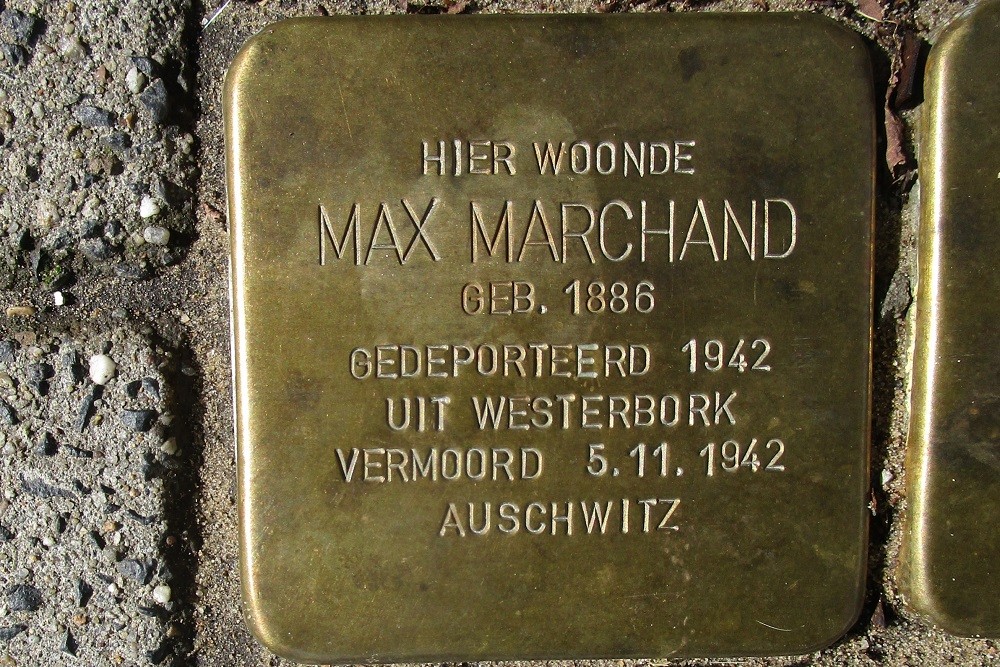 HIER WOONDE
MAX MARCHAND
GEB. 1886
GEDEPORTEERD 1942
UIT WESTERBORK
VERMOORD 5.11.1942
AUSCHWITZ